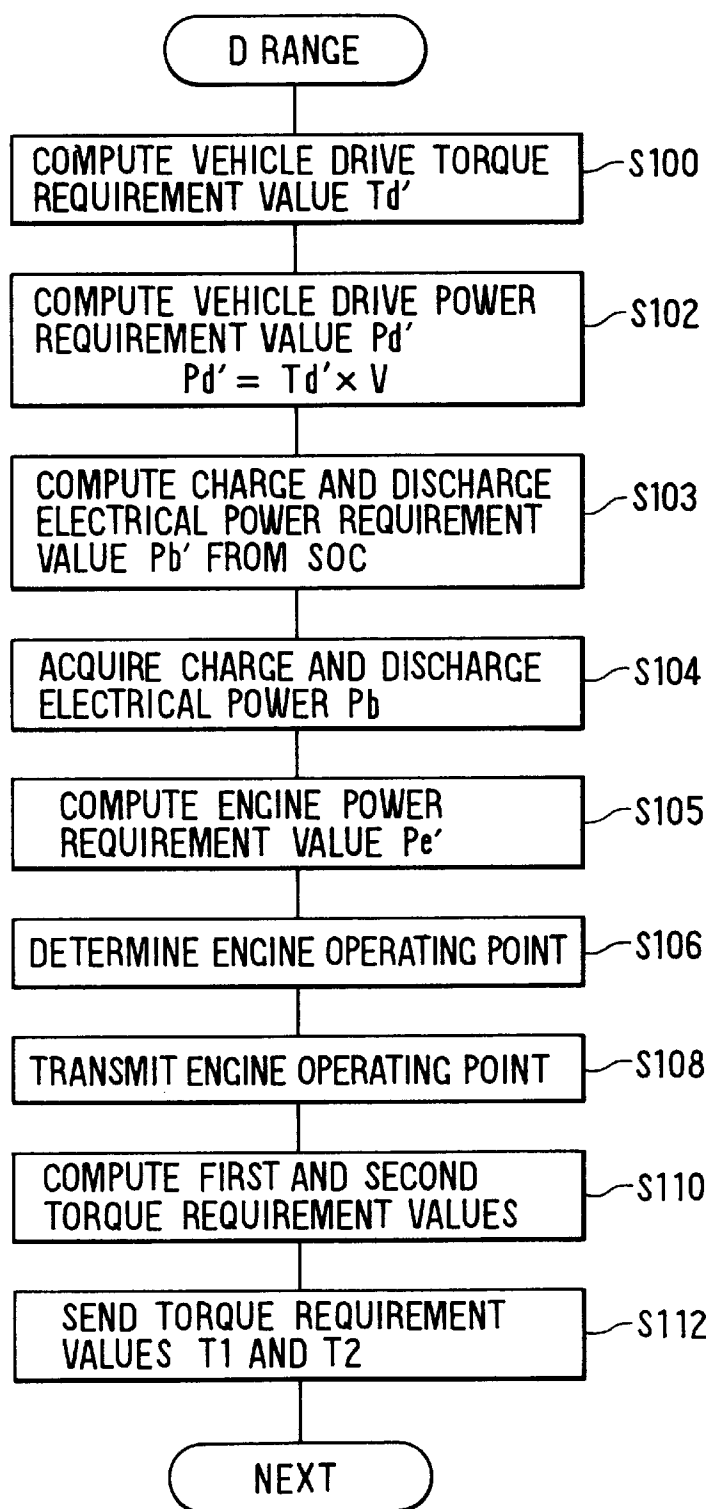 D RANGE
COMPUTE VEHICLE DRIVE TORQUE
REQUIREMENT VALUE Td′
S100
COMPUTE VEHICLE DRIVE POWER
REQUIREMENT VALUE Pd′
Pd′ = Td′ × V
S102
COMPUTE CHARGE AND DISCHARGE
ELECTRICAL POWER REQUIREMENT
VALUE Pb′ FROM SOC
S103
ACQUIRE CHARGE AND DISCHARGE
ELECTRICAL POWER Pb
S104
COMPUTE ENGINE POWER
REQUIREMENT VALUE Pe′
S105
DETERMINE ENGINE OPERATING POINT
S106
TRANSMIT ENGINE OPERATING POINT
S108
COMPUTE FIRST AND SECOND
TORQUE REQUIREMENT VALUES
S110
SEND TORQUE REQUIREMENT
VALUES T1 AND T2
S112
NEXT